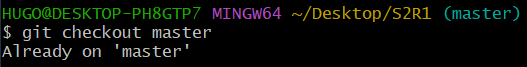 HUGO@DESKTOP-PH8GTP7 MINGW64 ~/Desktop/S2R1 (master)
$ git checkout master
Already on 'master'